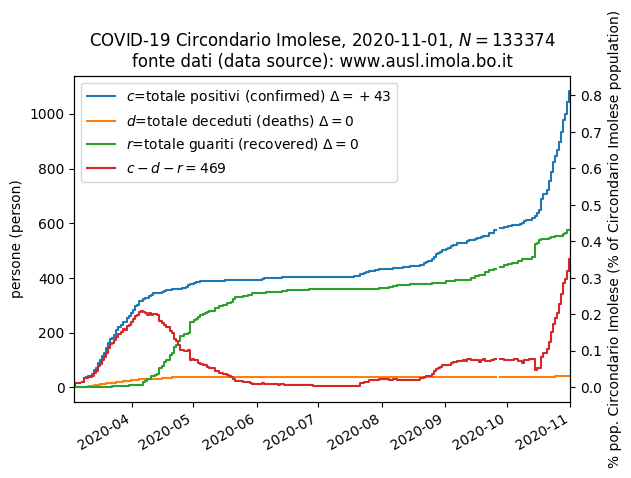 COVID-19 Circondario Imolese, 2020-11-01, N = 133374
fonte dati (data source): www.ausl.imola.bo.it
c=totale positivi (confirmed) Δ = +43
d=totale deceduti (deaths) Δ = 0
r=totale guariti (recovered) Δ = 0
c − d − r = 469
persone (person)
1000
800
600
400
200
0
0.8
0.7
0.6
0.5
0.4
0.3
0.2
0.1
0.0
% pop. Circondario Imolese (% of Circondario Imolese population)
2020-04
2020-05
2020-06
2020-07
2020-08
2020-09
2020-10
2020-11